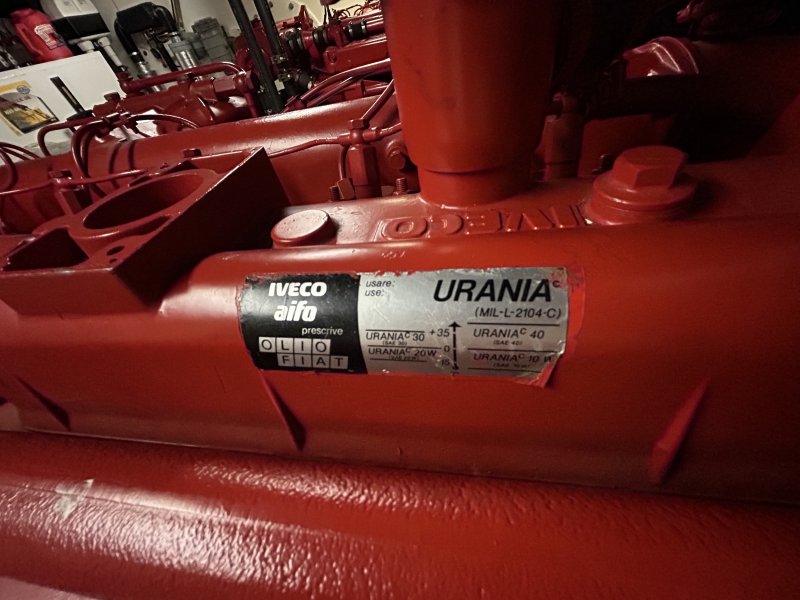 IVECO
IVECO
aifo
prescrive
OLIO
FIAT
usare:
use:
URANIA C
(MIL-L-2104-C)
URANIA C 30
(SAE 30)
URANIA C 20W
+35
0
-15
URANIA C 40
(SAE 40)
URANIA C 10 W